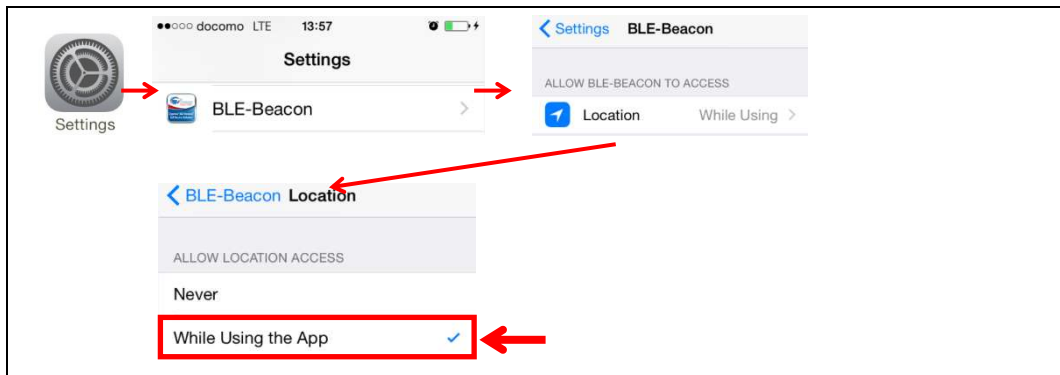 docomo LTE 13:57
Settings
BLE-Beacon
Settings
Settings BLE-Beacon
ALLOW BLE-BEACON TO ACCESS
Location While Using
BLE-Beacon Location
ALLOW LOCATION ACCESS
Never
While Using the App